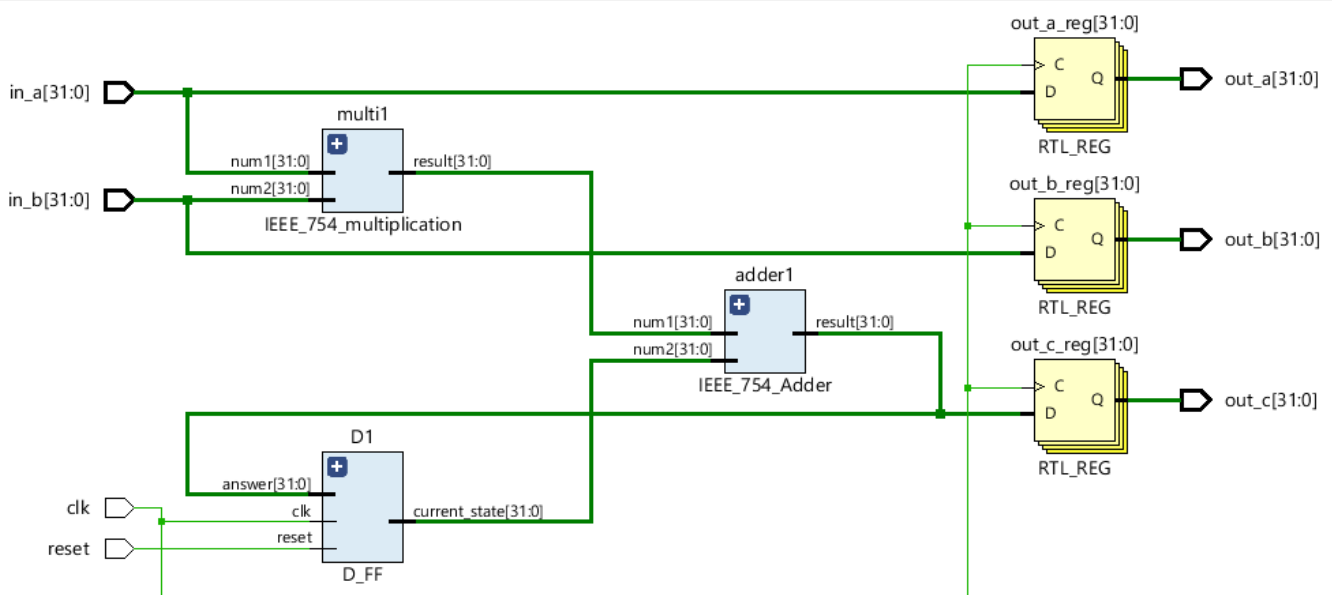 out_a_reg[31:0]
C
in_a[31:0]
D
Q
out_a[31:0]
RTL_REG
multi1
num1[31:0]
result[31:0]
in_b[31:0]
num2[31:0]
IEEE_754_multiplication
out_b_reg[31:0]
C
D
Q
out_b[31:0]
RTL_REG
adder1
num1[31:0]
result[31:0]
num2[31:0]
IEEE_754_Adder
out_c_reg[31:0]
C
D
Q
out_c[31:0]
RTL_REG
D1
answer[31:0]
clk
clk
current_state[31:0]
reset
reset
D_FF